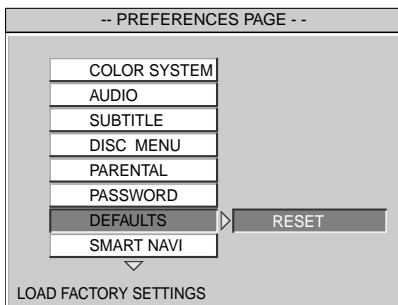 -- PREFERENCES PAGE - -
COLOR SYSTEM
AUDIO
SUBTITLE
DISC MENU
PARENTAL
PASSWORD
DEFAULTS RESET
SMART NAVI
LOAD FACTORY SETTINGS